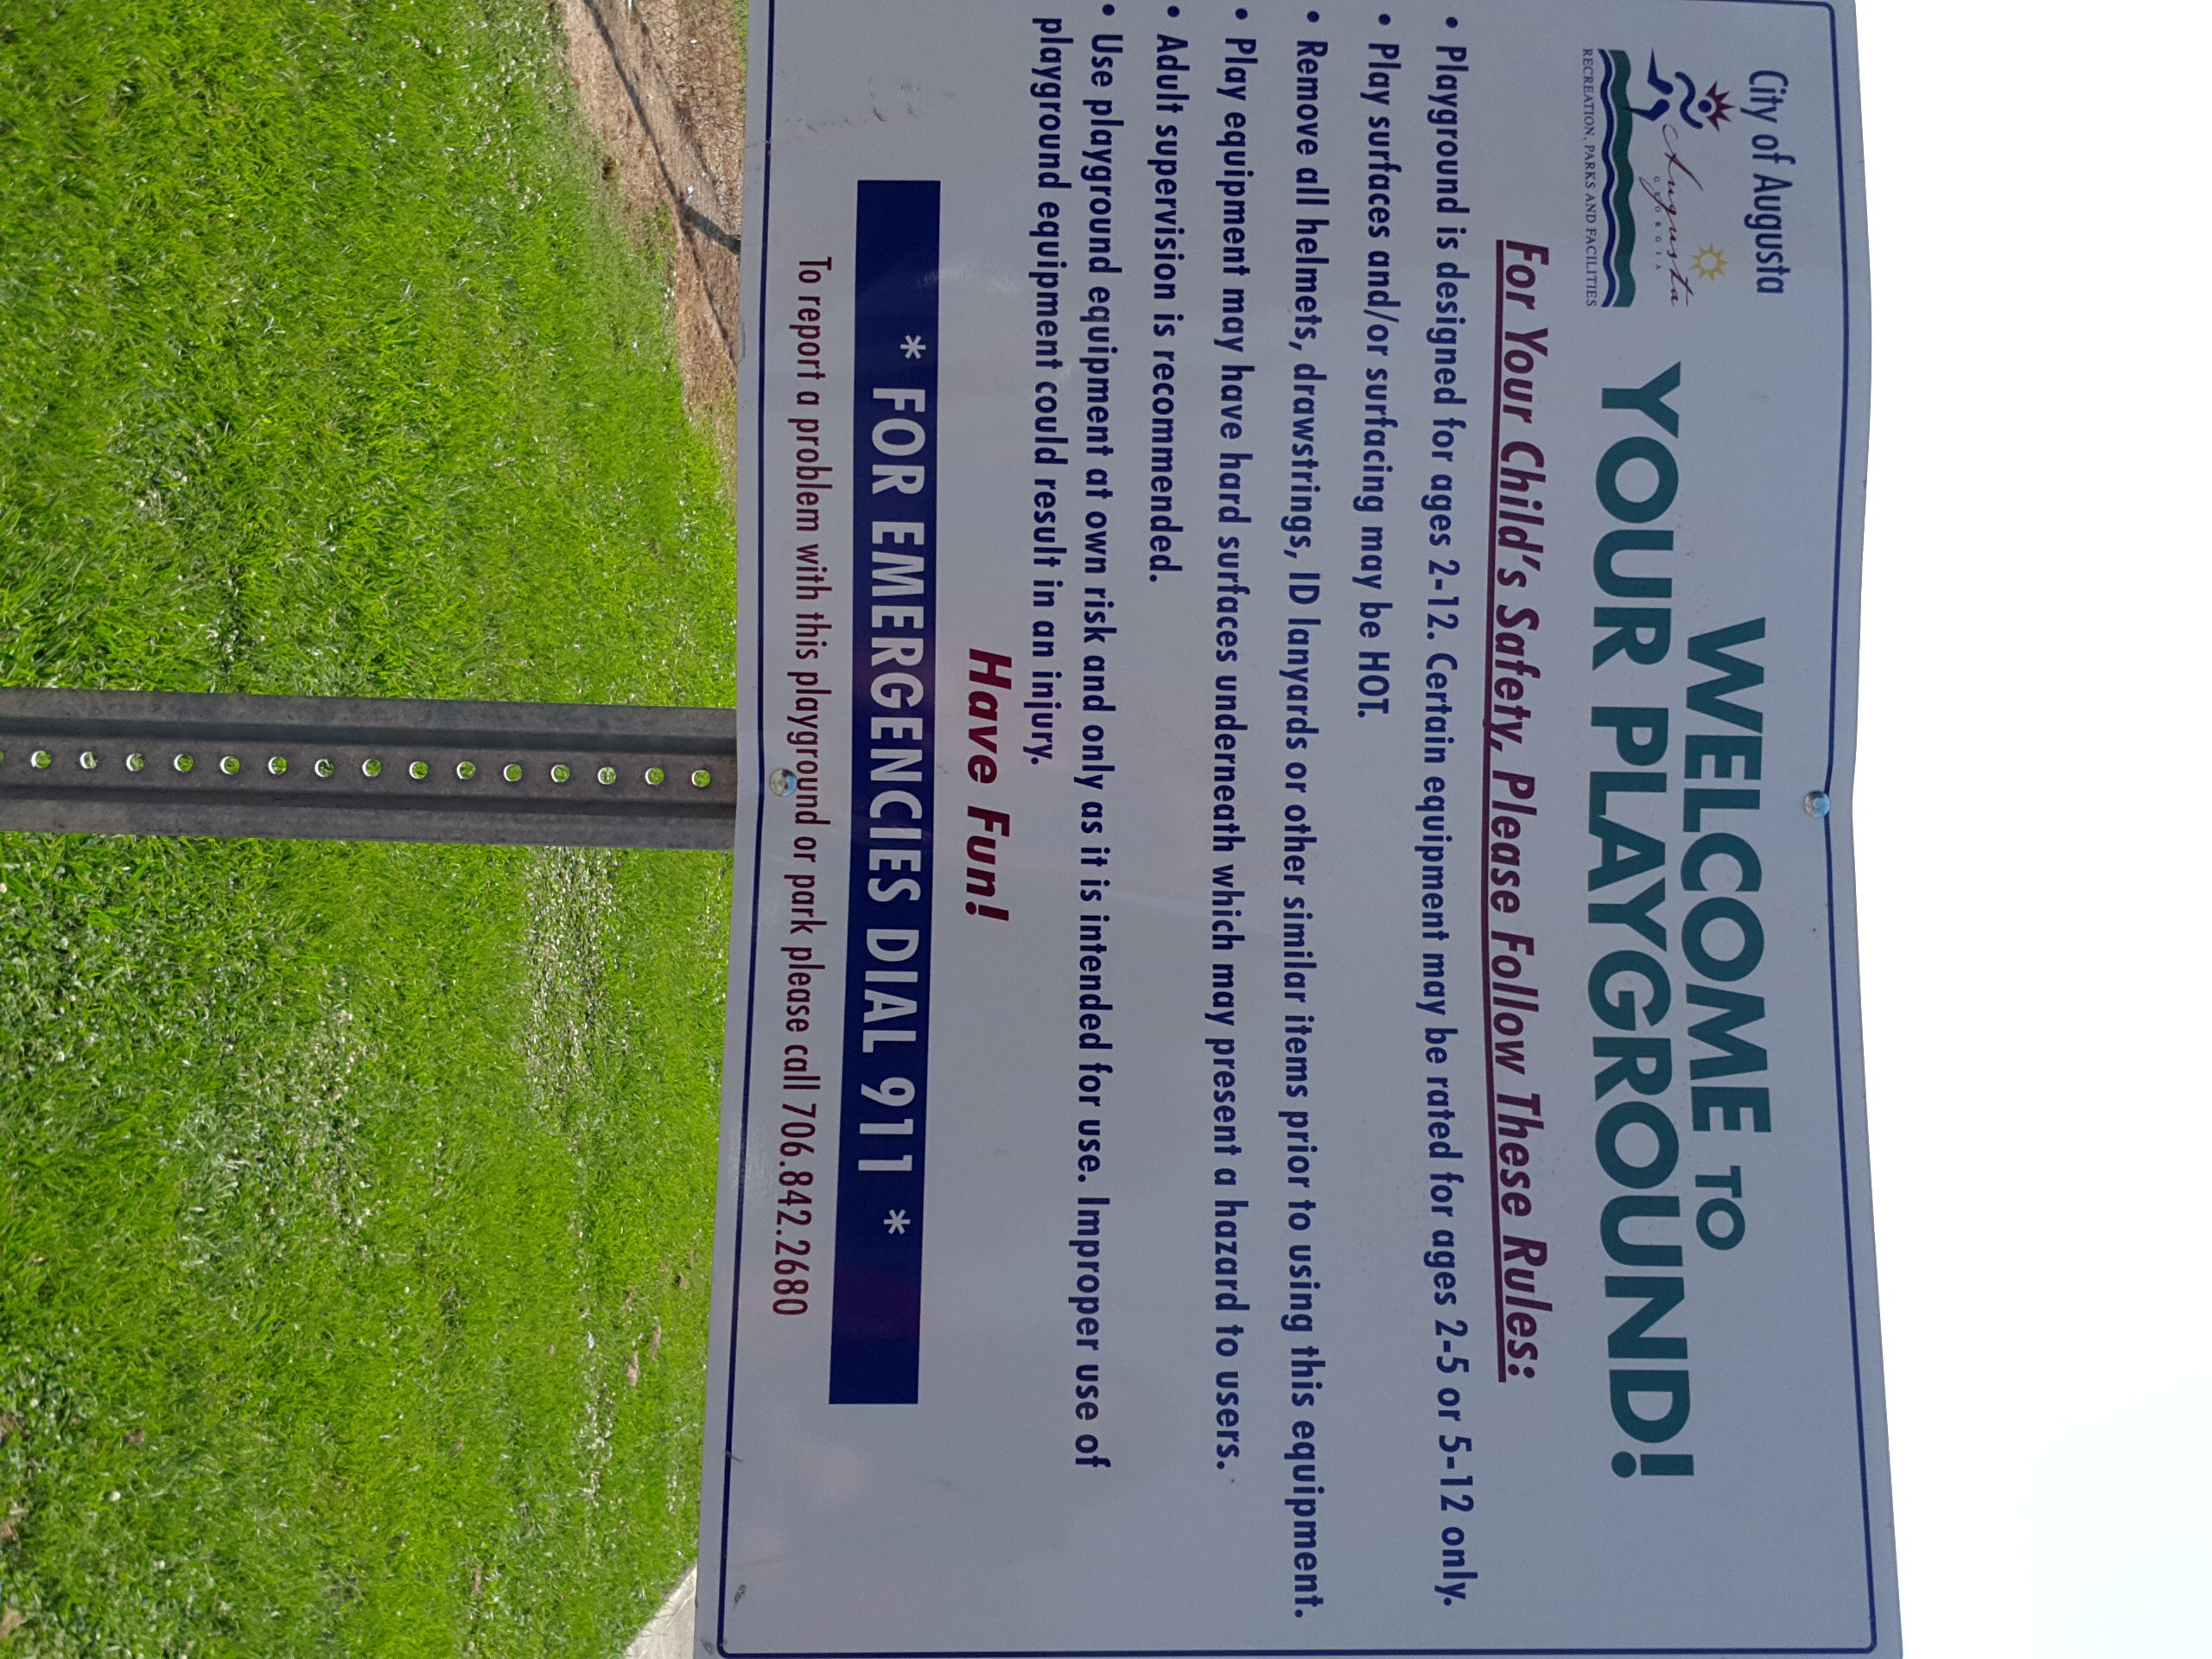 City of Augusta
Augusta
GEORGIA
RECREATION, PARKS AND FACILITIES
WELCOME TO
YOUR PLAYGROUND!
For Your Child's Safety, Please Follow These Rules:
• Playground is designed for ages 2-12. Certain equipment may be rated for ages 2-5 or 5-12 only.
• Play surfaces and/or surfacing may be HOT.
• Remove all helmets, drawstrings, ID lanyards or other similar items prior to using this equipment.
• Play equipment may have hard surfaces underneath which may present a hazard to users.
• Adult supervision is recommended.
• Use playground equipment at own risk and only as it is intended for use. Improper use of
playground equipment could result in an injury.
Have Fun!
* FOR EMERGENCIES DIAL 911 *
To report a problem with this playground or park please call 706.842.2680